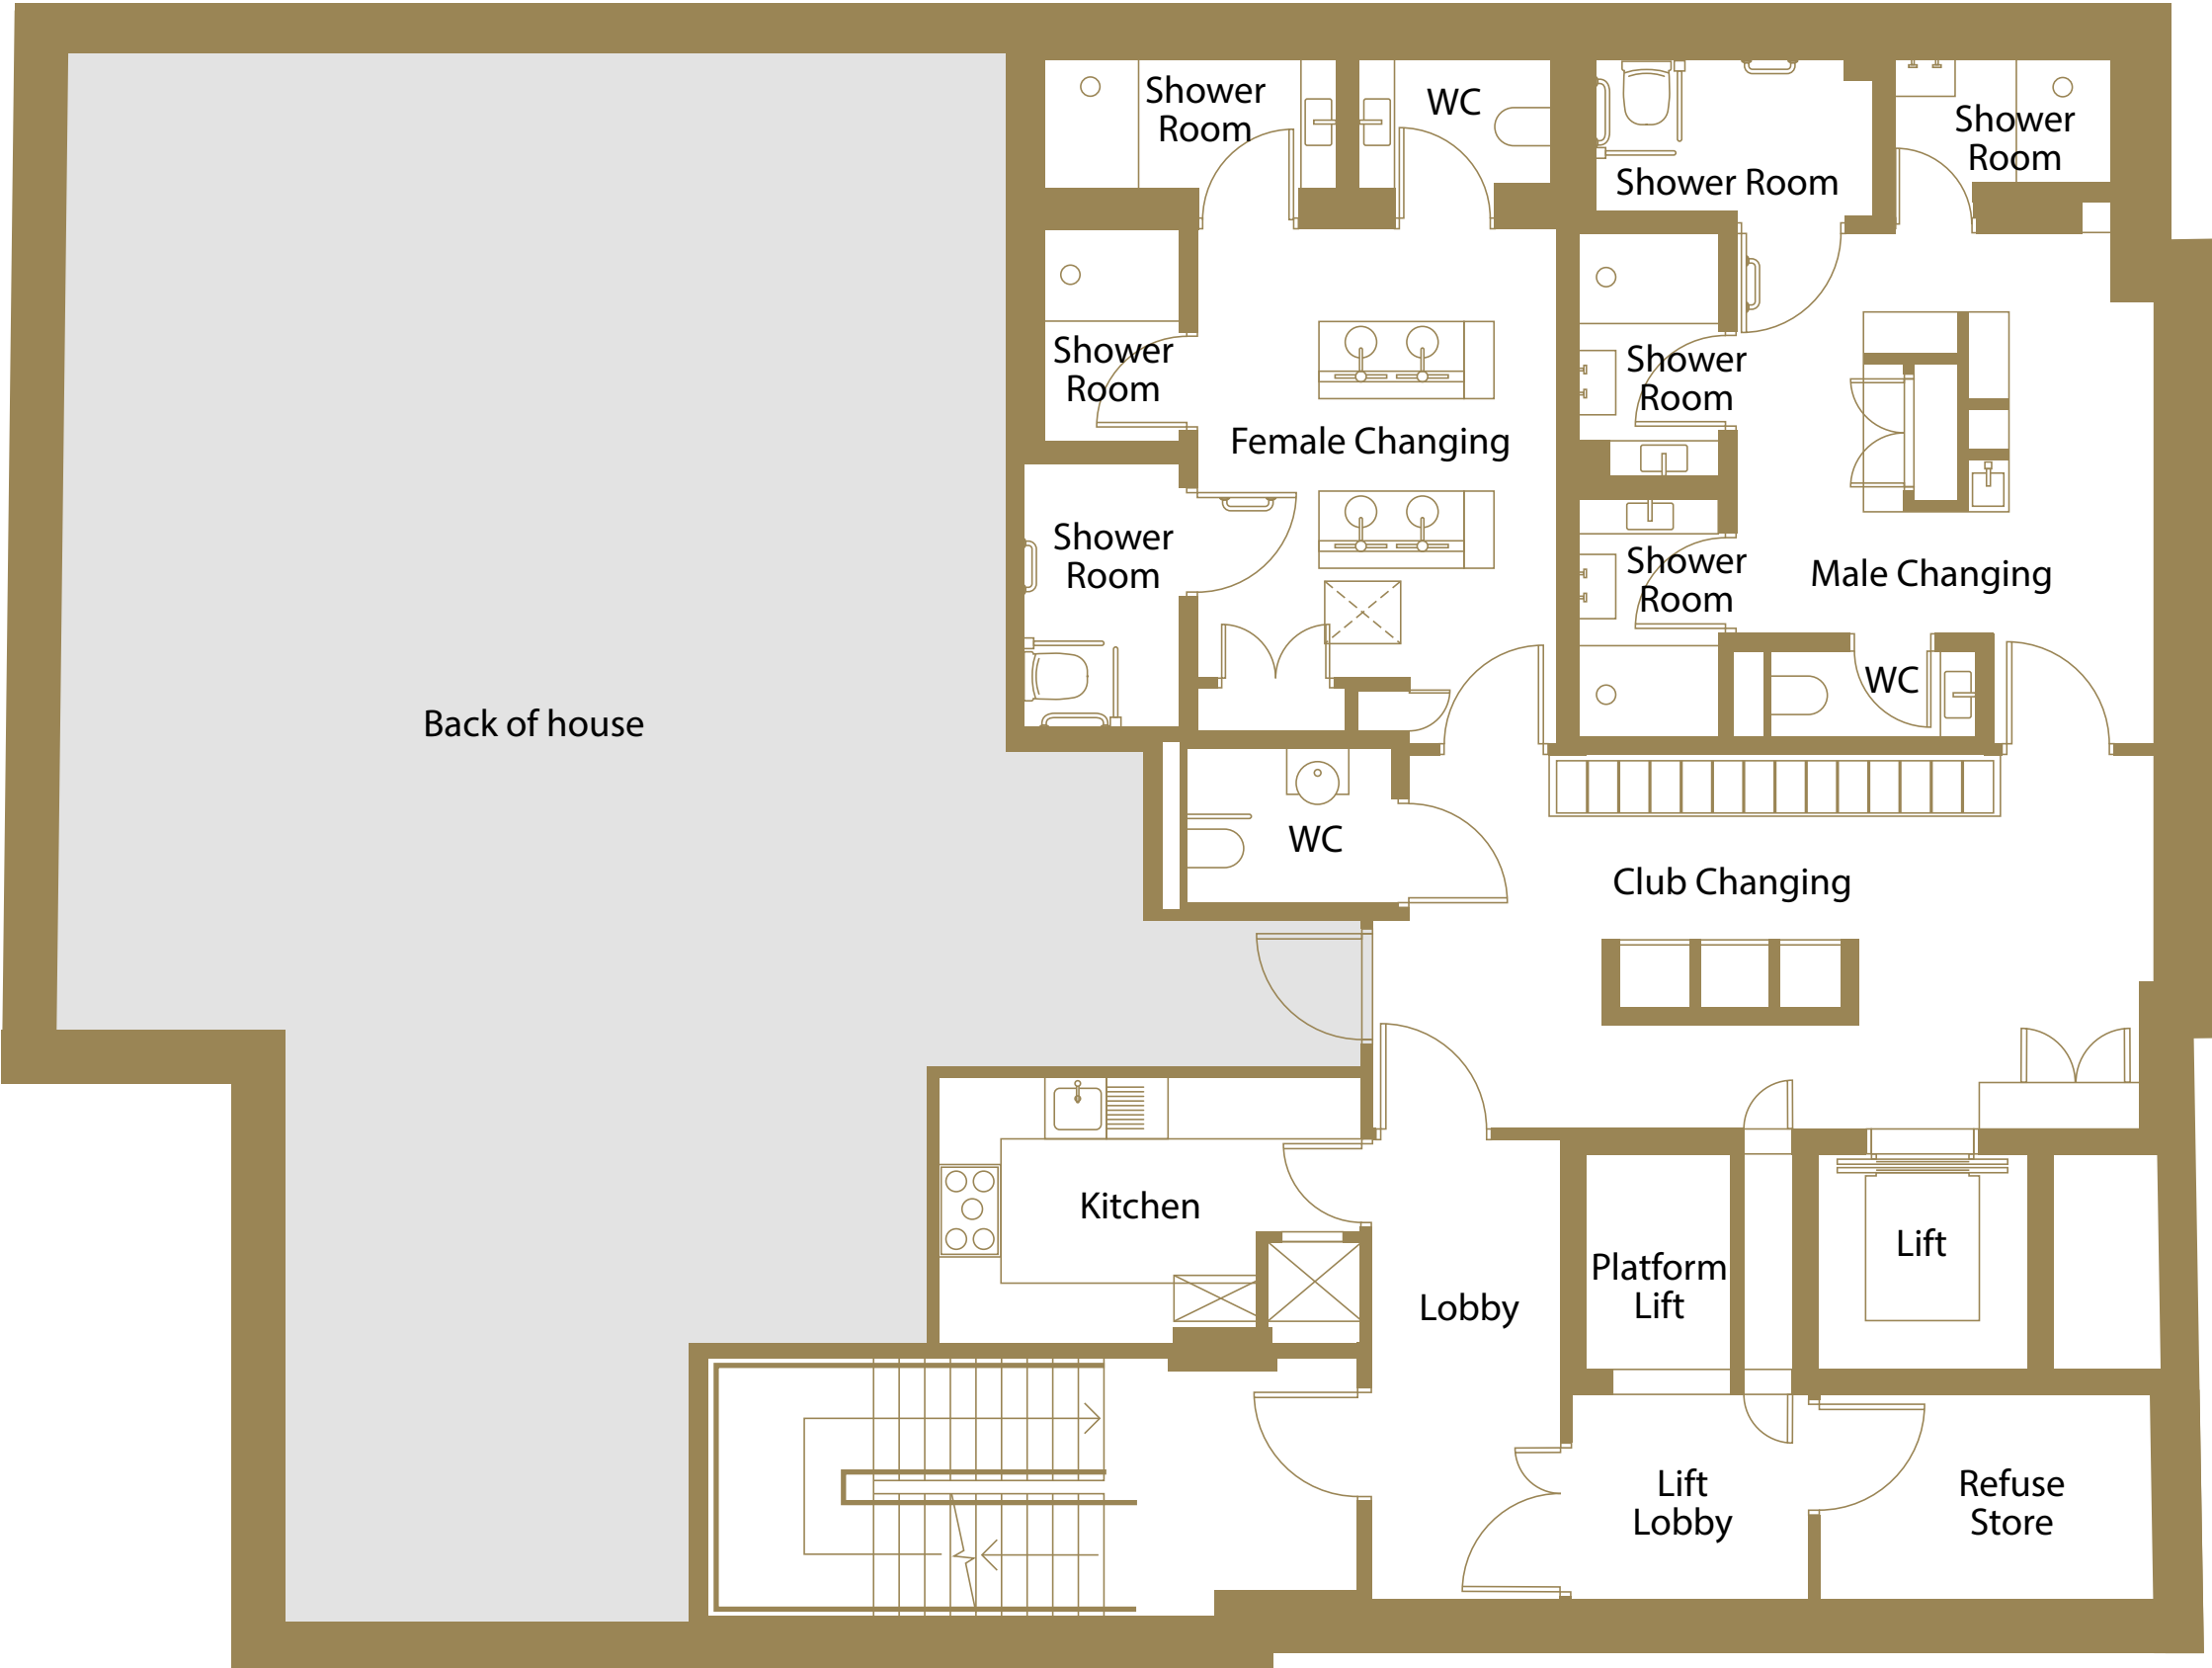 Shower
Room
WC
Shower Room
Shower
Room
Shower
Room
Female Changing
Shower
Room
Shower
Room
Shower
Room
Male Changing
WC
Back of house
WC
Club Changing
Kitchen
Lobby
Platform
Lift
Lift
Lift
Lobby
Refuse
Store